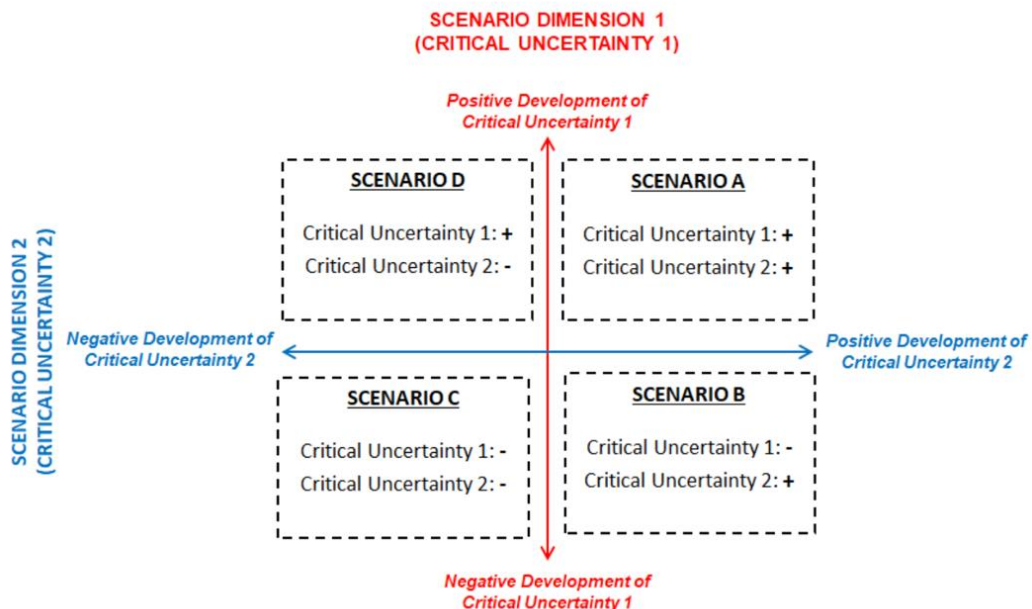 SCENARIO DIMENSION 1
(CRITICAL UNCERTAINTY 1)
Positive Development of
Critical Uncertainty 1
SCENARIO D
Critical Uncertainty 1: +
Critical Uncertainty 2: -
SCENARIO A
Critical Uncertainty 1: +
Critical Uncertainty 2: +
SCENARIO DIMENSION 2
(CRITICAL UNCERTAINTY 2)
Negative Development of
Critical Uncertainty 2
Positive Development of
Critical Uncertainty 2
SCENARIO C
Critical Uncertainty 1: -
Critical Uncertainty 2: -
SCENARIO B
Critical Uncertainty 1: -
Critical Uncertainty 2: +
Negative Development of
Critical Uncertainty 1